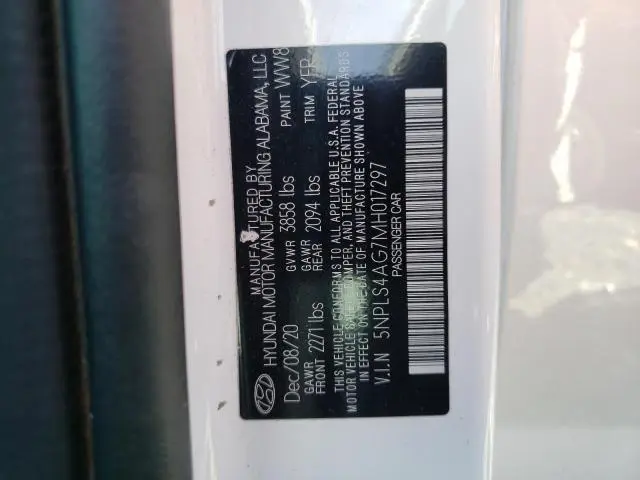 MANUFACTURED BY
HYUNDAI MOTOR MANUFACTURING ALABAMA, LLC
Dec/08/20 GVWR 3858 lbs PAINT WW8
GAWR FRONT 2271 lbs GAWR REAR 2094 lbs TRIM YFR
THIS VEHICLE CONFORMS TO ALL APPLICABLE U.S.A. FEDERAL
MOTOR VEHICLE SAFETY, BUMPER, AND THEFT PREVENTION STANDARDS
IN EFFECT ON THE DATE OF MANUFACTURE SHOWN ABOVE
V.I.N 5NPLS4AG7MH017297
PASSENGER CAR